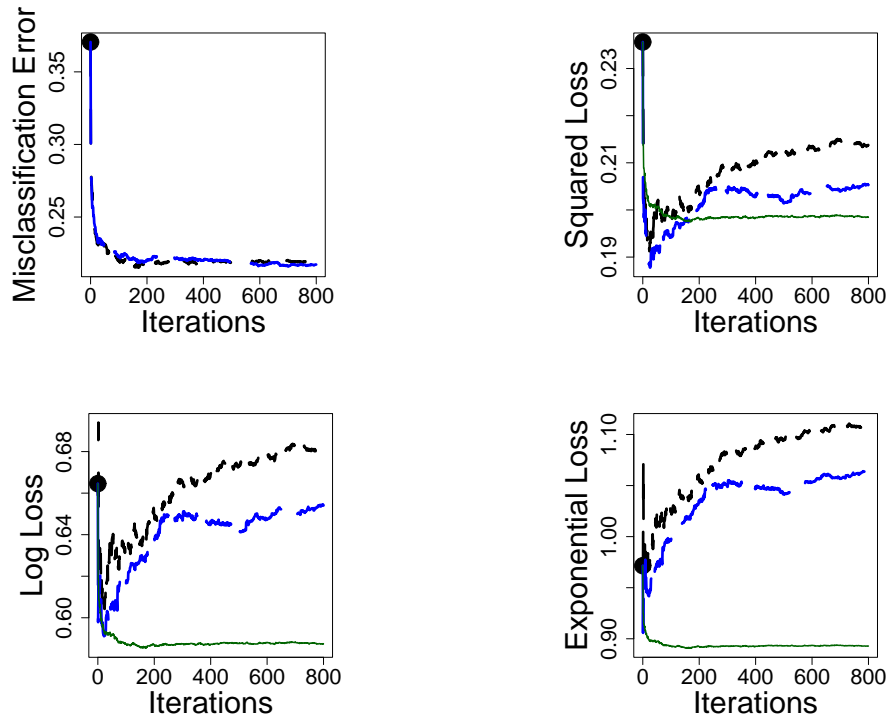 Misclassification Error
0.35
0.30
0.25
0 200 400 600 800
Iterations
Squared Loss
0.23
0.21
0.19
0 200 400 600 800
Iterations
Log Loss
0.68
0.64
0.60
0 200 400 600 800
Iterations
Exponential Loss
1.10
1.00
0.90
0 200 400 600 800
Iterations